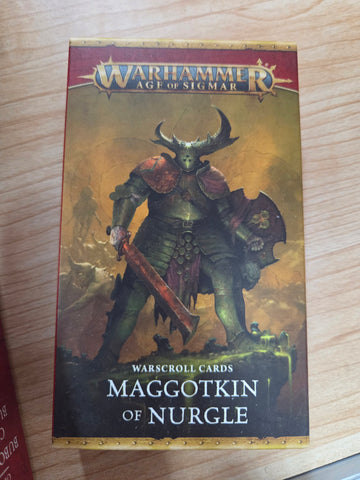 WARHAMMER
AGE OF SIGMAR
WARSCROLL CARDS
MAGGOTKIN
OF NURGLE